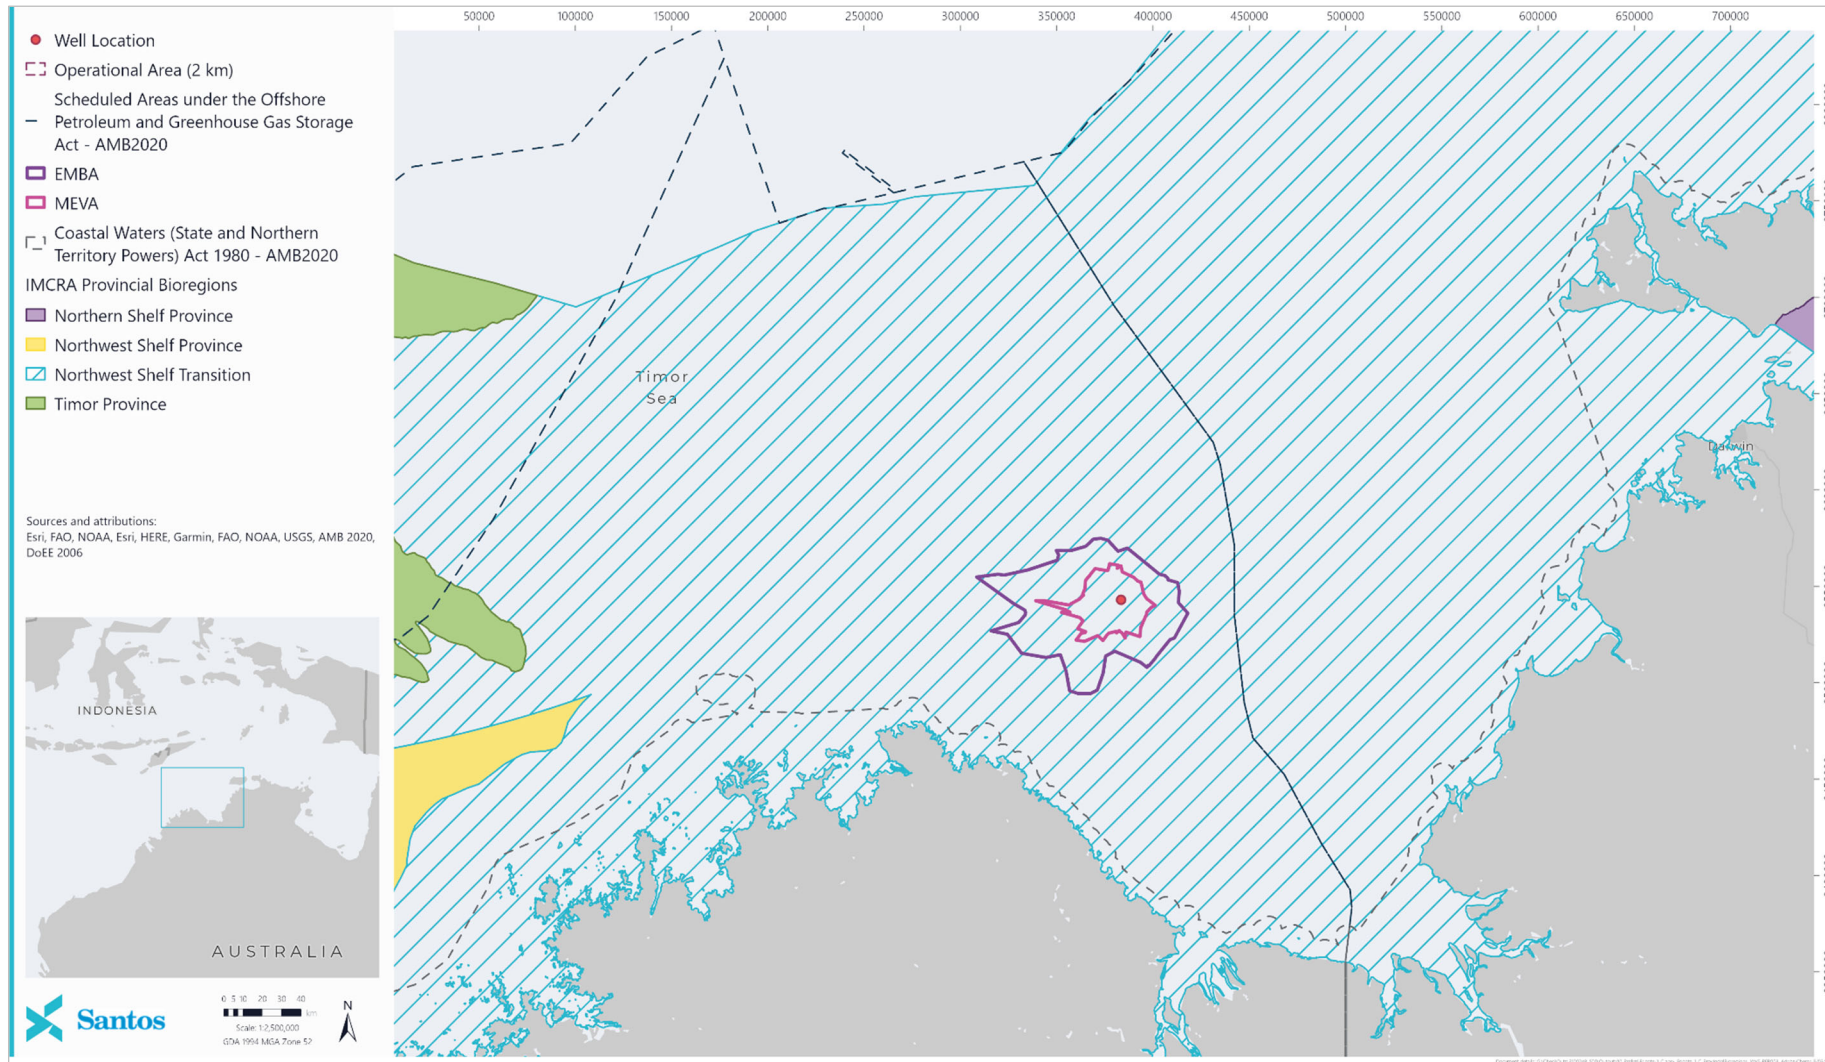 50000 100000 150000 200000 250000 300000 350000 400000 450000 500000 550000 600000 650000 700000
Well Location
Operational Area (2 km)
Scheduled Areas under the Offshore
Petroleum and Greenhouse Gas Storage
Act - AMB2020
EMBA
MEVA
Coastal Waters (State and Northern
Territory Powers) Act 1980 - AMB2020
IMCRA Provincial Bioregions
Northern Shelf Province
Northwest Shelf Province
Northwest Shelf Transition
Timor Province
Sources and attributions:
Esri, FAO, NOAA, Esri, HERE, Garmin, FAO, NOAA, USGS, AMB 2020,
DoEE 2006
INDONESIA
AUSTRALIA
Santos
0 5 10 20 30 40
km
Scale: 1:2,500,000
GDA 1994 MGA Zone 52
N
Timor
Sea
Darwin